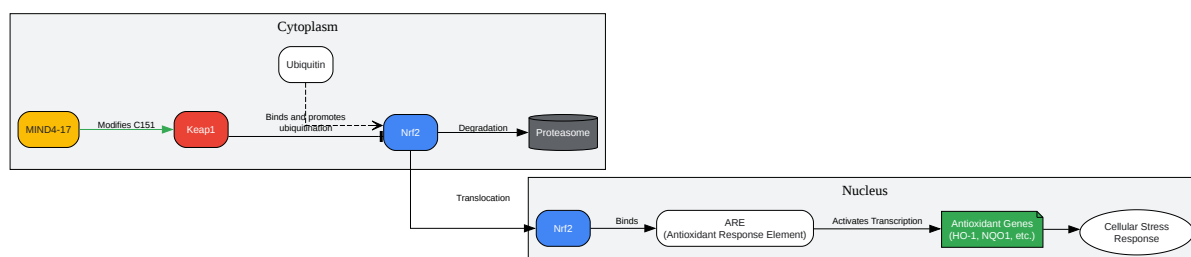 Cytoplasm
Ubiquitin
MIND4-17
Modifies C151
Keap1
Binds and promotes
ubiquitination
Nrf2
Degradation
Proteasome
Translocation
Nucleus
Nrf2
Binds
ARE
(Antioxidant Response Element)
Activates Transcription
Antioxidant Genes
(HO-1, NQO1, etc.)
Cellular Stress
Response